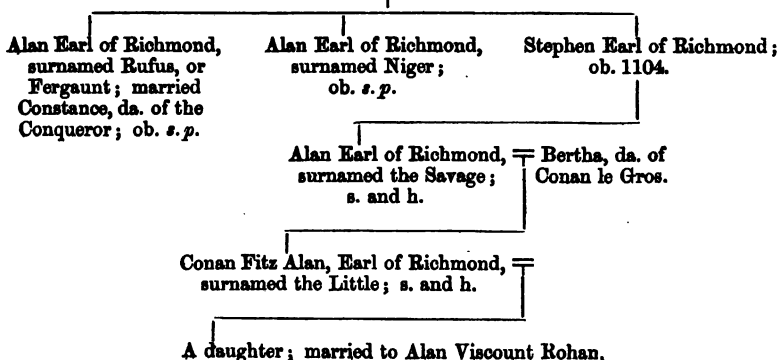 Alan Earl of Richmond,
surnamed Rufus, or
Fergaunt; married
Constance, da. of the
Conqueror; ob. s.p.
Alan Earl of Richmond,
surnamed Niger;
ob. s.p.
Stephen Earl of Richmond;
ob. 1104.
Alan Earl of Richmond,
surnamed the Savage;
s. and h.
Bertha, da. of
Conan le Gros.
Conan Fitz Alan, Earl of Richmond,
surnamed the Little; s. and h.
A daughter; married to Alan Viscount Rohan,